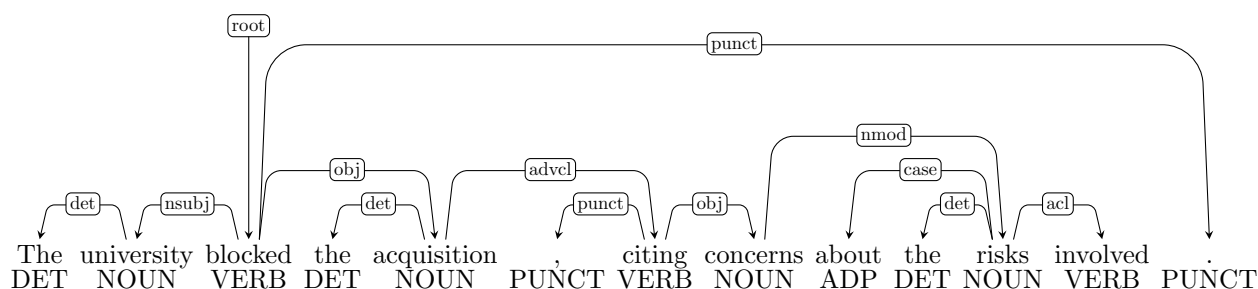 root
punct
nmod
obj advcl case
det nsubj det punct obj det acl
The university blocked the acquisition , citing concerns about the risks involved .
DET NOUN VERB DET NOUN PUNCT VERB NOUN ADP DET NOUN VERB PUNCT